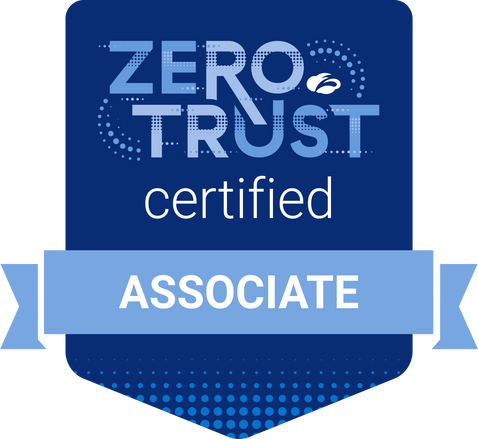 ZERO
TRUST
certified
ASSOCIATE